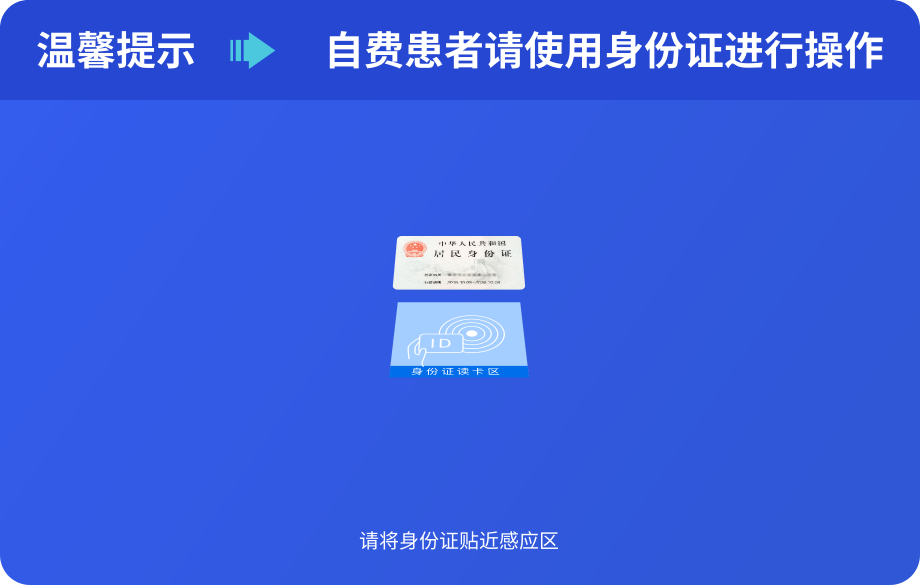 温馨提示
自费患者请使用身份证进行操作
中华人民共和国
居民身份证
ID
身份证读卡区
请将身份证贴近感应区